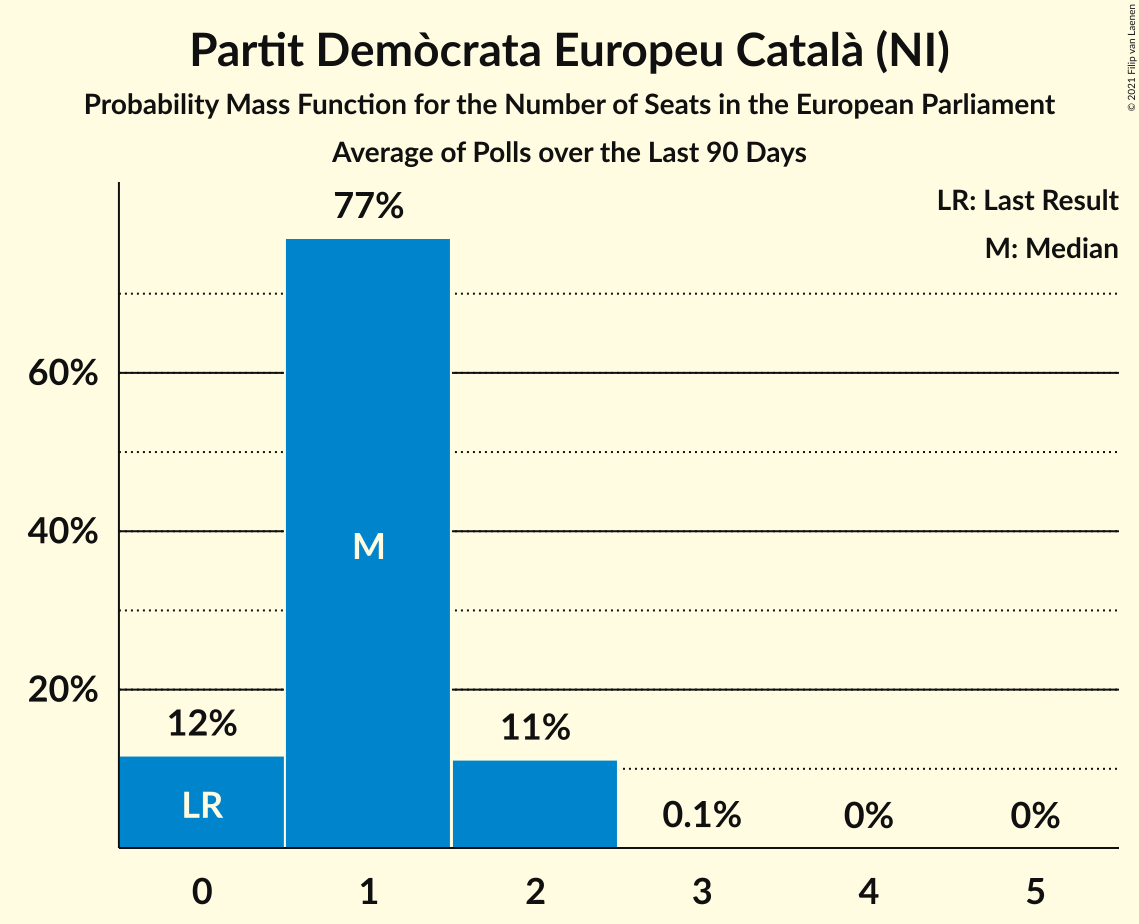 Partit Demòcrata Europeu Català (NI)
Probability Mass Function for the Number of Seats in the European Parliament
Average of Polls over the Last 90 Days
© 2021 Filip van Laenen
LR: Last Result
M: Median
77%
60%
40%
20%
12%
11%
0.1%
0%
0%
M
LR
0 1 2 3 4 5